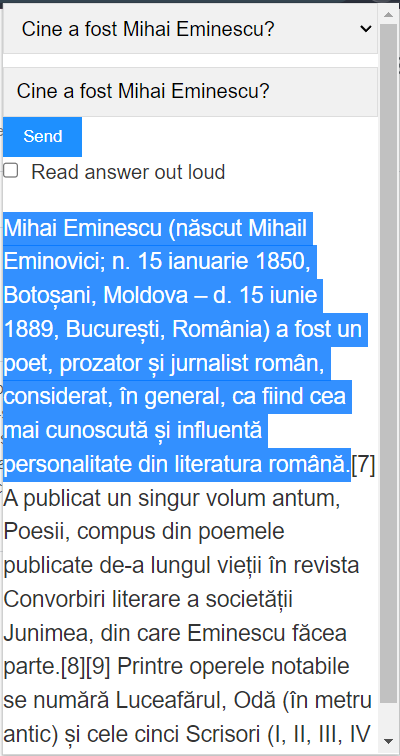 Cine a fost Mihai Eminescu?
Cine a fost Mihai Eminescu?
Send
Read answer out loud
Mihai Eminescu (născut Mihail
Eminovici; n. 15 ianuarie 1850,
Botoșani, Moldova – d. 15 iunie
1889, București, România) a fost un
poet, prozator și jurnalist român,
considerat, în general, ca fiind cea
mai cunoscută și influentă
personalitate din literatura română.[7]
A publicat un singur volum antum,
Poesii, compus din poemele
publicate de-a lungul vieții în revista
Convorbiri literare a societății
Junimea, din care Eminescu făcea
parte.[8][9] Printre operele notabile
se numără Luceafărul, Odă (în metru
antic) și cele cinci Scrisori (I, II, III, IV